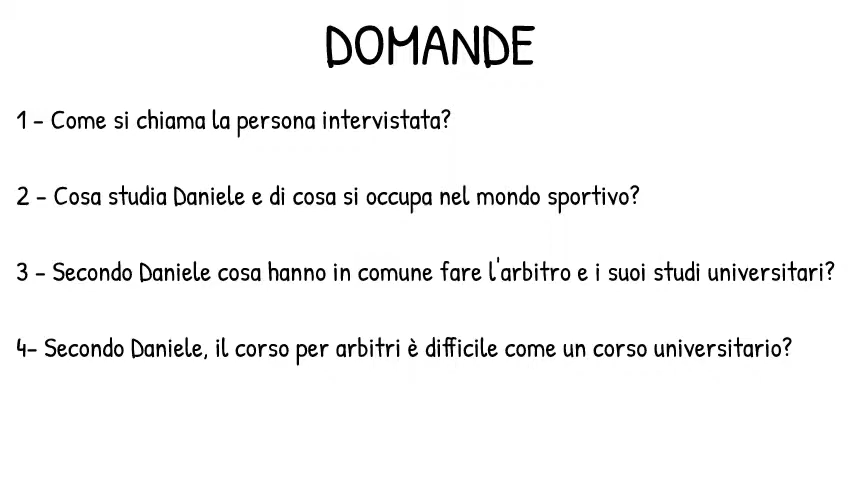 DOMANDE
1 - Come si chiama la persona intervistata?
2 - Cosa studia Daniele e di cosa si occupa nel mondo sportivo?
3 - Secondo Daniele cosa hanno in comune fare l'arbitro e i suoi studi universitari?
4- Secondo Daniele, il corso per arbitri è difficile come un corso universitario?